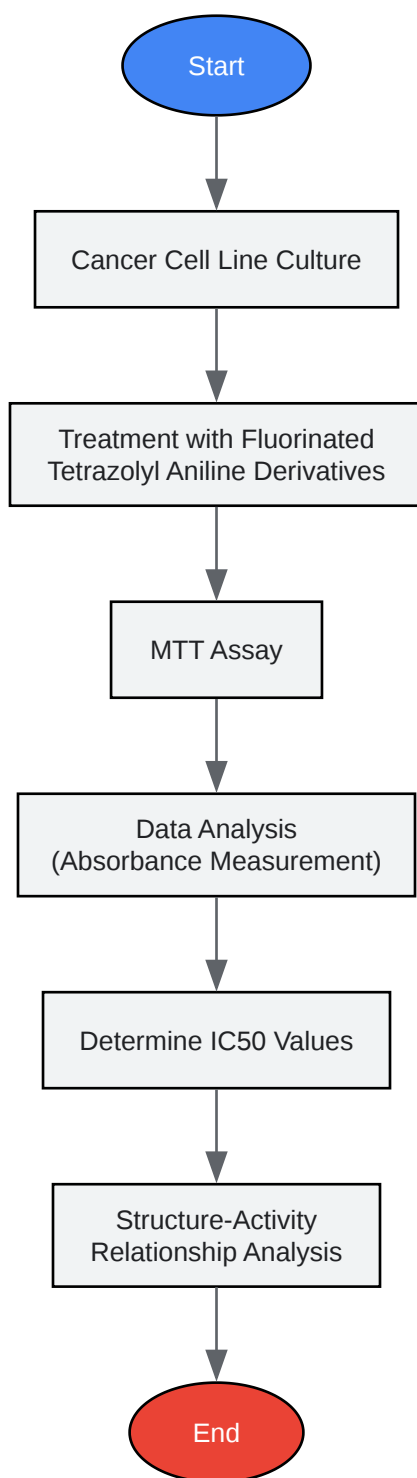 Start
Cancer Cell Line Culture
Treatment with Fluorinated
Tetrazolyl Aniline Derivatives
MTT Assay
Data Analysis
(Absorbance Measurement)
Determine IC50 Values
Structure-Activity
Relationship Analysis
End